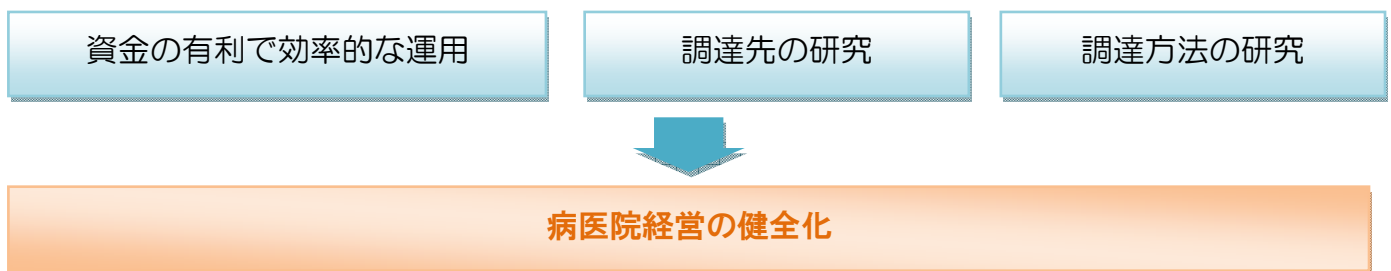 資金の有利で効率的な運用
調達先の研究
調達方法の研究
病医院経営の健全化